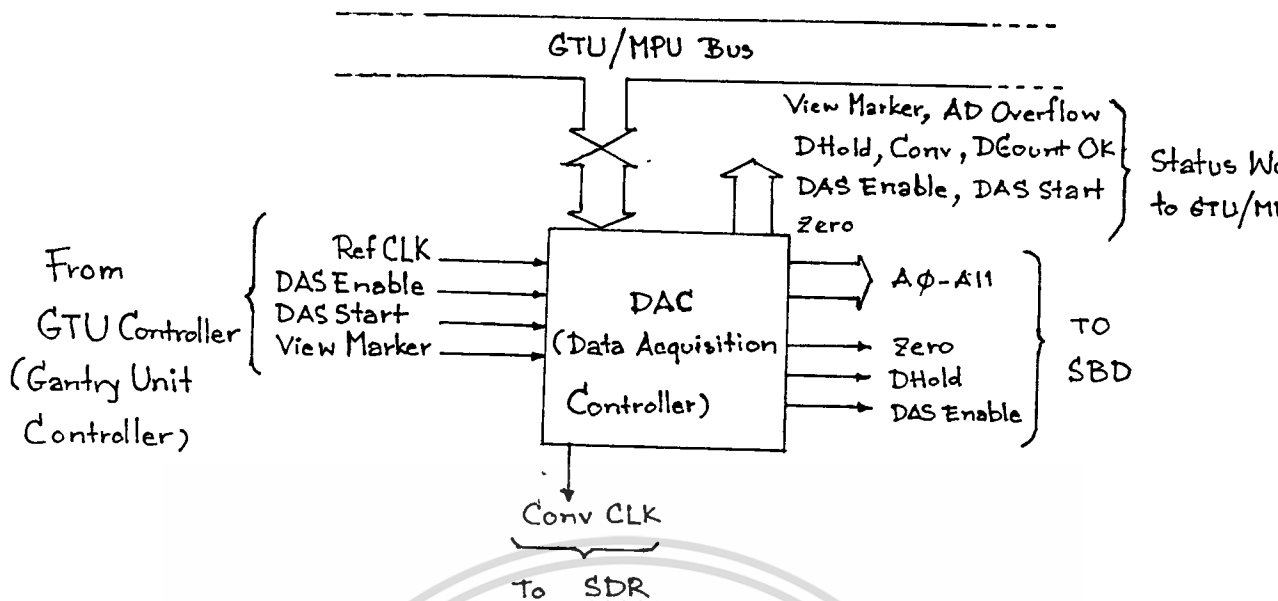 GTU/MPU Bus
View Marker, AD Overflow
DHold, Conv, DCount OK
DAS Enable, DAS Start
Zero
Status
to GTU/
From
GTU Controller
(Gantry Unit
Controller)
Ref CLK
DAS Enable
DAS Start
View Marker
DAC
(Data Acquisition
Controller)
AØ-A11
Zero
DHold
DAS Enable
TO
SBD
Conv CLK
To SDR